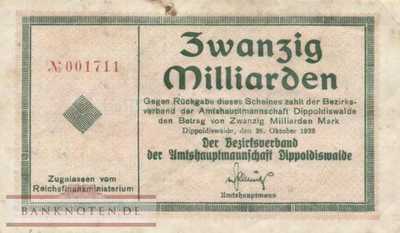 Zwanzig
Milliarden
№ 001711
Gegen Rückgabe dieses Scheines zahlt der Bezirks-
verband der Amtshauptmannschaft Dippoldiswalde
den Betrag von Zwanzig Milliarden Mark
Dippoldiswalde, den 26. Oktober 1923
Der Bezirksverband
der Amtshauptmannschaft Dippoldiswalde
Amtshauptmann
Zugelassen vom
Reichsfinanzministerium
BANKNOTEN.DE